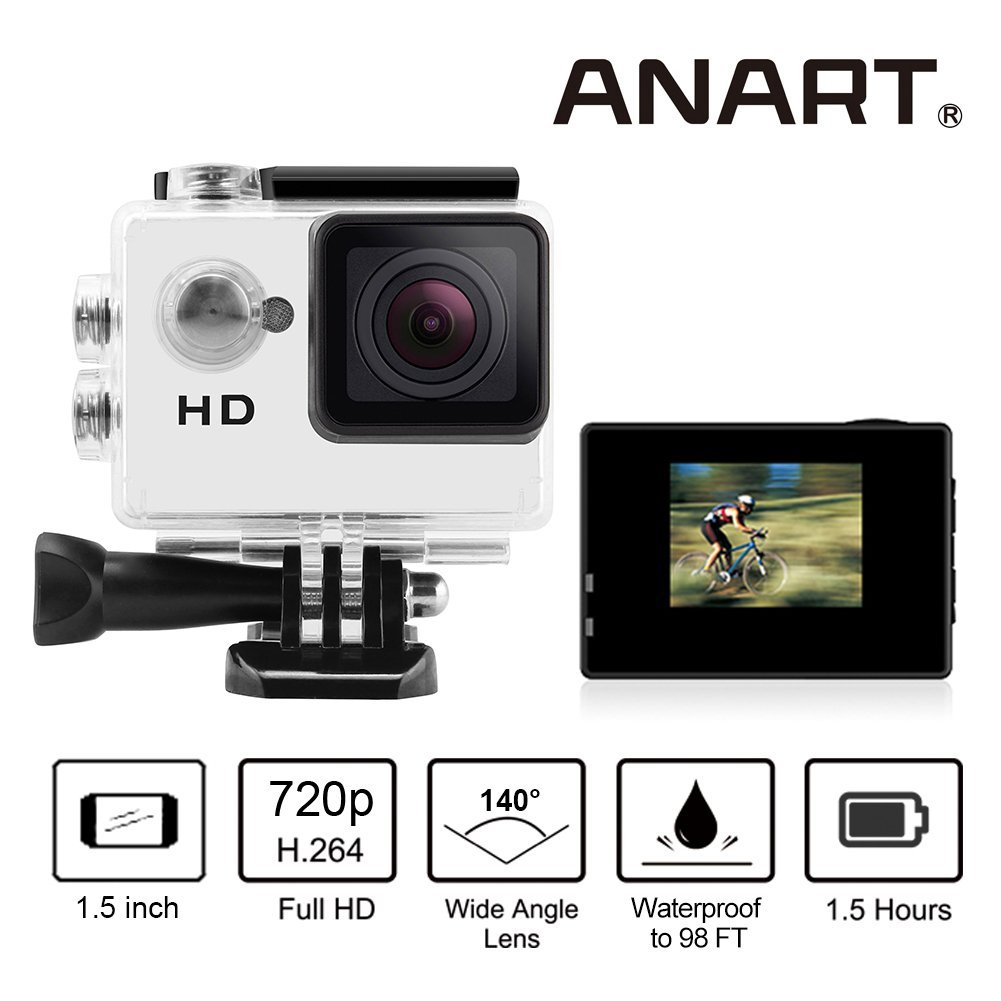 ANART®
HD
720p
H.264
140°
1.5 inch
Full HD
Wide Angle
Lens
Waterproof
to 98 FT
1.5 Hours